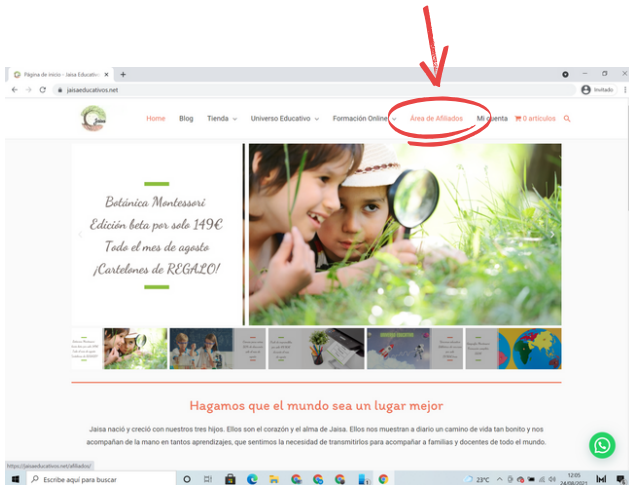 Página de inicio - Jaisa Educativo
jaisaeducativos.net
Invitado
Jaisa
Home Blog Tienda Universo Educativo Formación Online Área de Afiliados Mi cuenta 0 artículos
Botánica Montessori
Edición beta por solo 149€
Todo el mes de agosto
¡Cartelones de REGALO!
Hagamos que el mundo sea un lugar mejor
Jaisa nació y creció con nuestros tres hijos. Ellos son el corazón y el alma de Jaisa. Ellos nos muestran a diario un camino de vida tan bonito y nos
acompañan de la mano en tantos aprendizajes, que sentimos la necesidad de transmitirlos para acompañar a familias y docentes de todo el mundo.
https://jaisaeducativos.net/afiliados/
Escribe aquí para buscar
23°C
12:05
24/08/2021